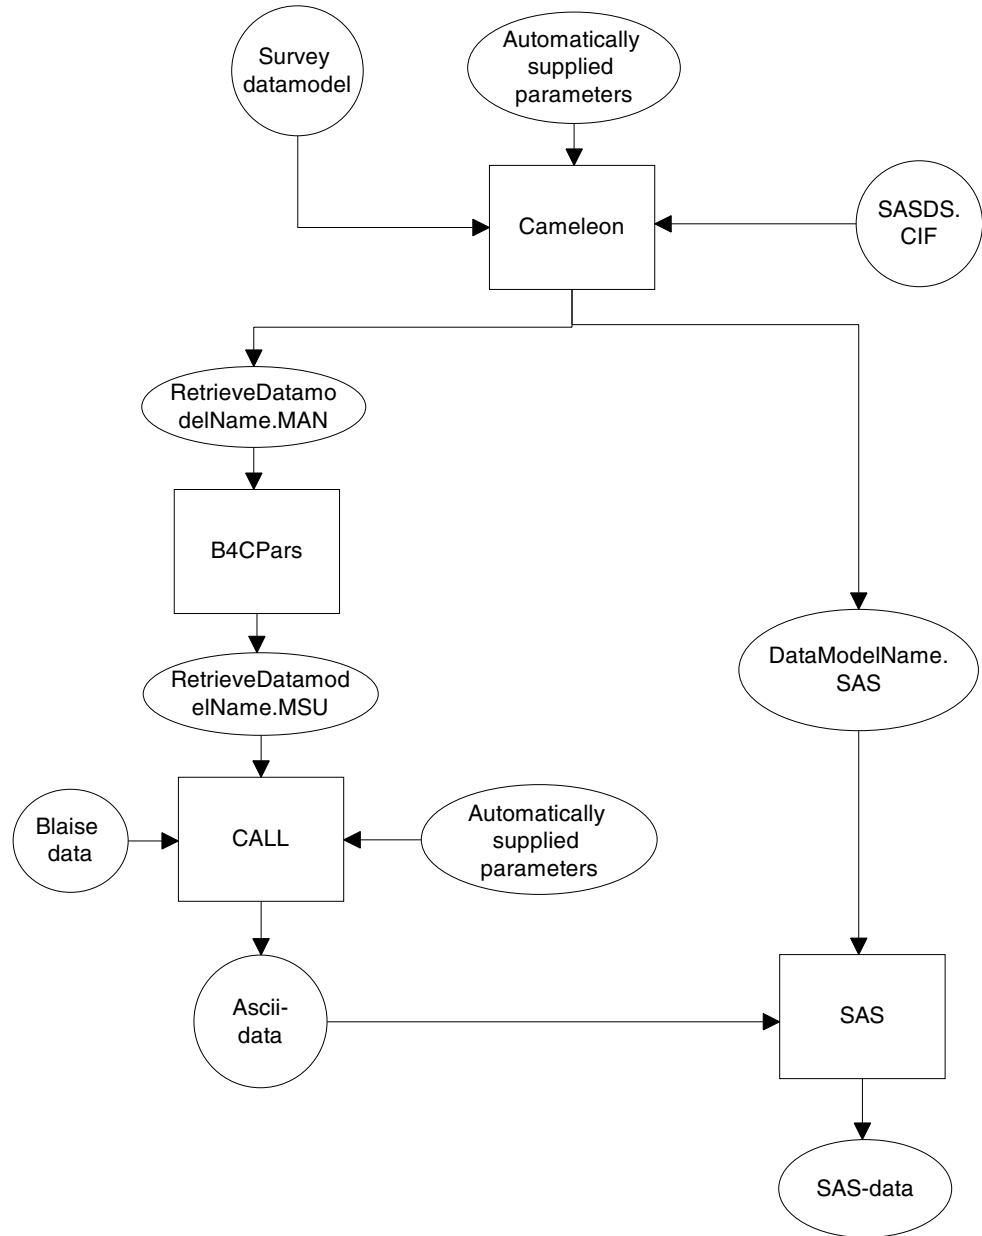 Survey
datamodel
Automatically
supplied
parameters
Cameleon
SASDS.
CIF
RetrieveDatamo
delName.MAN
B4CPars
RetrieveDatamod
elName.MSU
DataModelName.
SAS
Blaise
data
CALL
Automatically
supplied
parameters
Ascii-
data
SAS
SAS-data